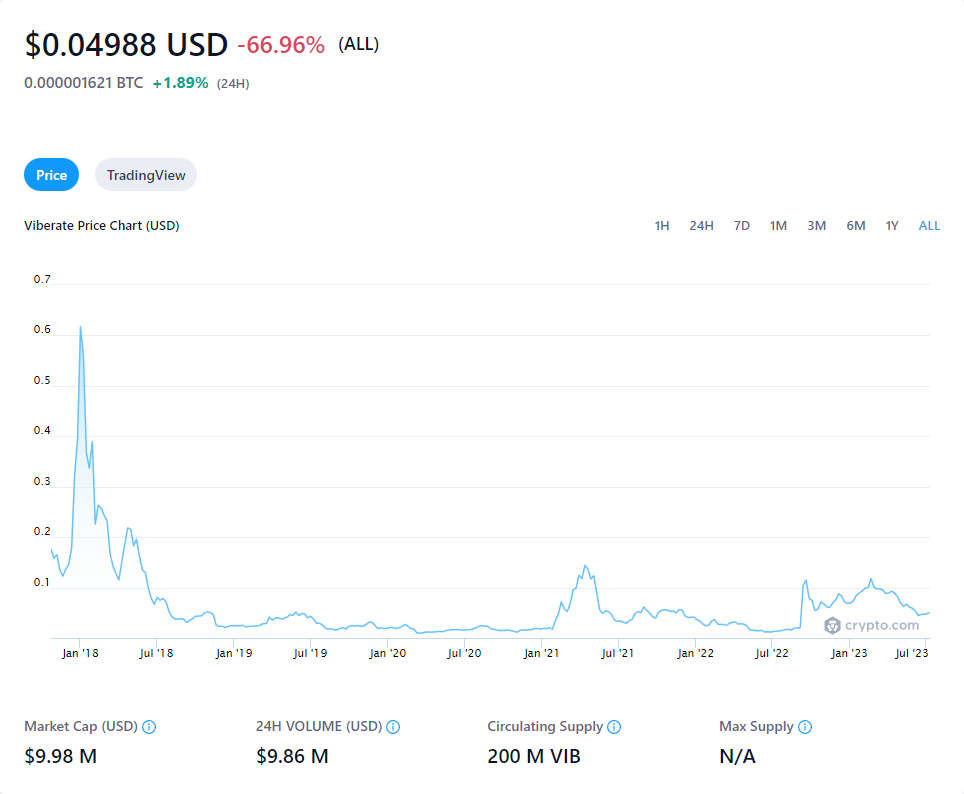 $0.04988 USD -66.96% (ALL)
0.000001621 BTC +1.89% (24H)
Price TradingView
Viberate Price Chart (USD) 1H 24H 7D 1M 3M 6M 1Y ALL
0.7
0.6
0.5
0.4
0.3
0.2
0.1
crypto.com
Jan '18 Jul '18 Jan '19 Jul '19 Jan '20 Jul '20 Jan '21 Jul '21 Jan '22 Jul '22 Jan '23 Jul '23
Market Cap (USD) 24H VOLUME (USD) Circulating Supply Max Supply
$9.98 M $9.86 M 200 M VIB N/A